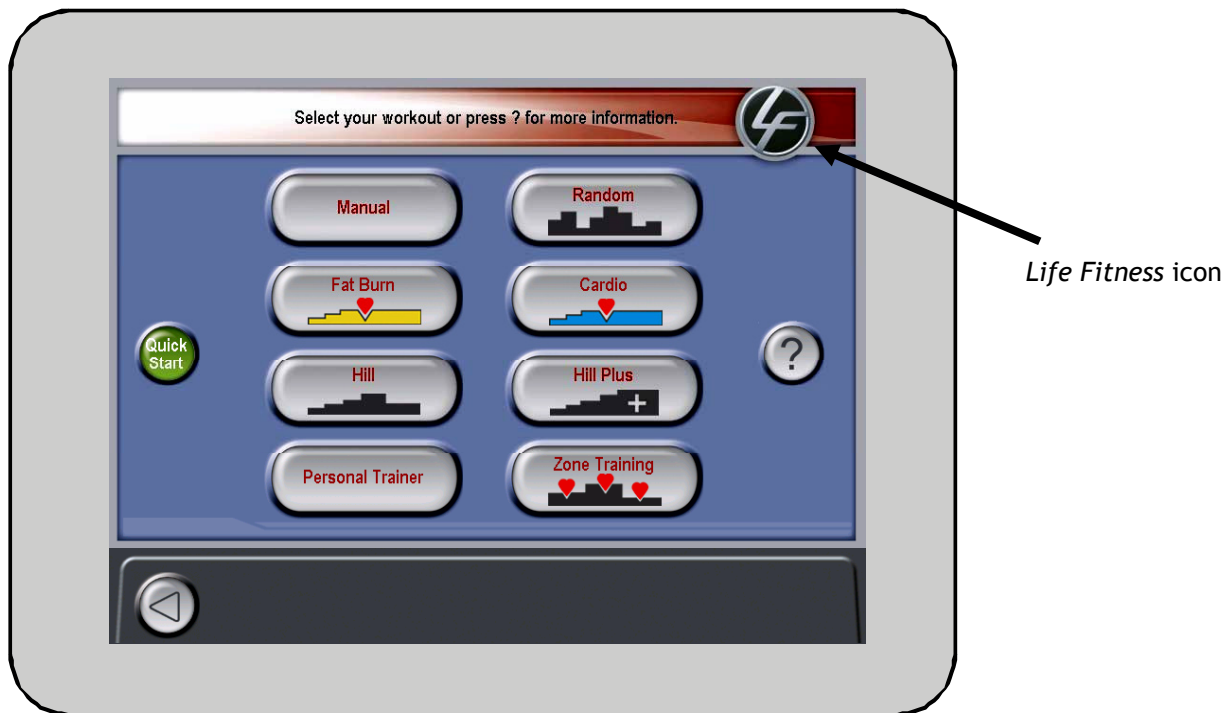 Select your workout or press ? for more information.
LF
Manual
Random
Fat Burn
Cardio
Quick
Start
?
Hill
Hill Plus
+
Personal Trainer
Zone Training
Life Fitness icon